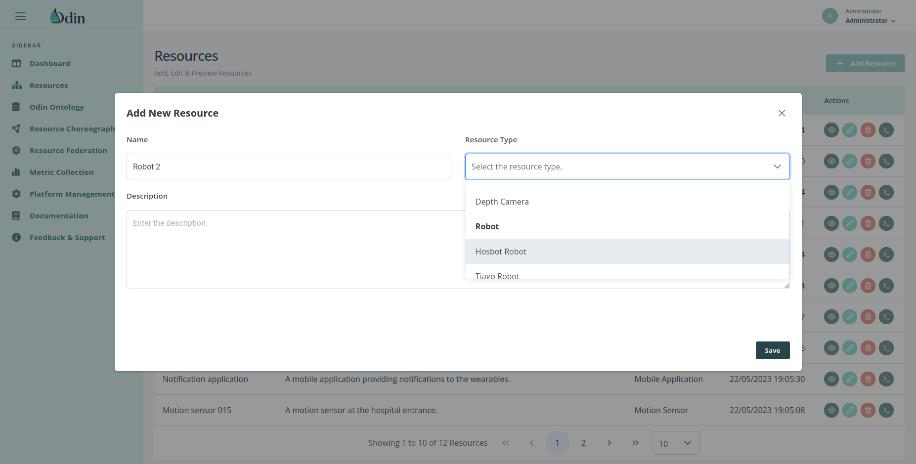 Odin
A
Administrator
Administrator
SIDEBAR
Dashboard
Resources
Odin Ontology
Resource Choreograph
Resource Federation
Metric Collection
Platform Management
Documentation
Feedback & Support
Resources
Add, Edit & Preview Resources
+ Add Resource
Actions
Add New Resource
Name
Resource Type
Robot 2
Select the resource type.
Description
Enter the description.
Depth Camera
Robot
Hosbot Robot
Tiago Robot
Save
Notification application A mobile application providing notifications to the wearables. Mobile Application 22/05/2023 19:05:30
Motion sensor 015 A motion sensor at the hospital entrance. Motion Sensor 22/05/2023 19:05:08
Showing 1 to 10 of 12 Resources « ‹ 1 2 › » 10